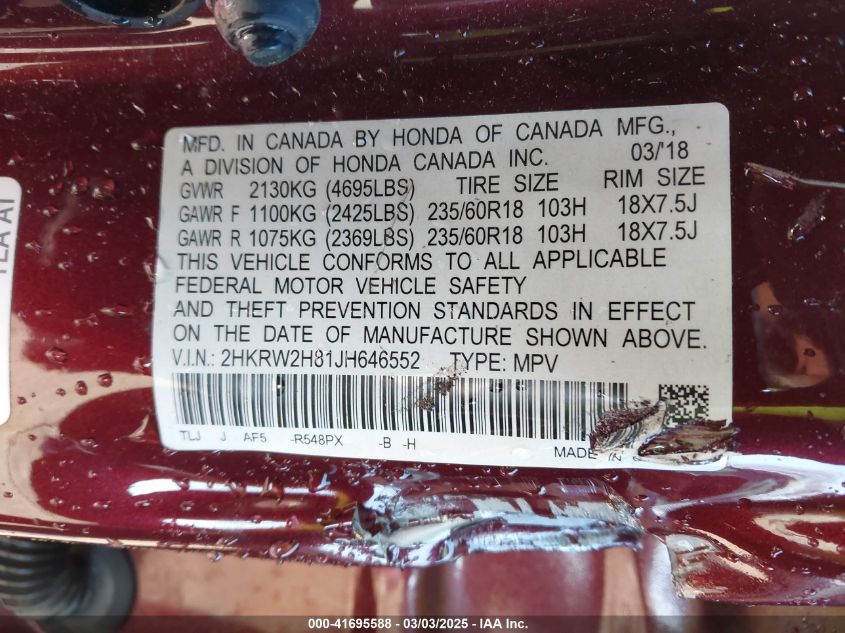 MFD. IN CANADA BY HONDA OF CANADA MFG.,
A DIVISION OF HONDA CANADA INC. 03/'18
GVWR 2130KG (4695LBS) TIRE SIZE RIM SIZE
GAWR F 1100KG (2425LBS) 235/60R18 103H 18X7.5J
GAWR R 1075KG (2369LBS) 235/60R18 103H 18X7.5J
THIS VEHICLE CONFORMS TO ALL APPLICABLE
FEDERAL MOTOR VEHICLE SAFETY
AND THEFT PREVENTION STANDARDS IN EFFECT
ON THE DATE OF MANUFACTURE SHOWN ABOVE.
V.I.N.: 2HKRW2H81JH646552 TYPE: MPV
TLJ J AF5 -R548PX -B -H
MADE IN
000-41695588 - 03/03/2025 - IAA Inc.